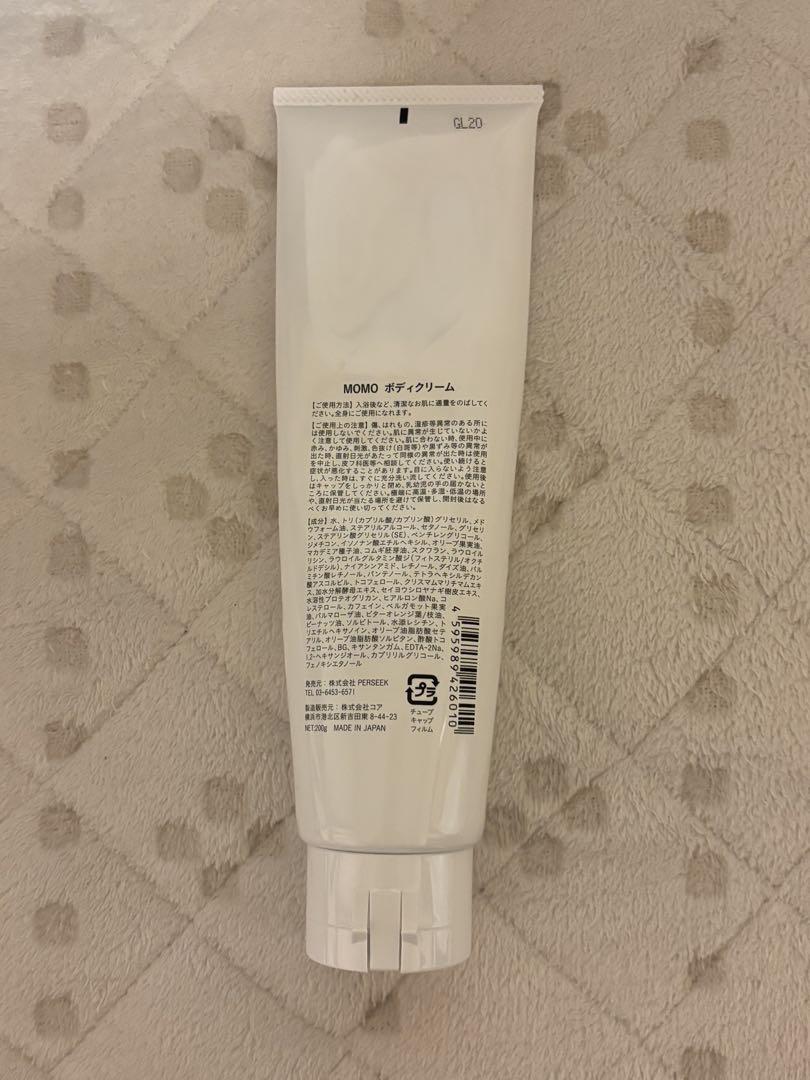 GL20
MOMO ボディクリーム
【ご使用方法】入浴後など、清潔なお肌に適量をのばしてく
ださい。全身にご使用になれます。
【ご使用上の注意】傷、はれもの、湿疹等異常のある所に
は使用しないでください。肌に異常が生じていないかよ
く注意して使用してください。肌に合わない時、使用中に
赤み、かゆみ、刺激、色抜け(白斑等)や黒ずみ等の異常が
出た時、直射日光があたって同様の異常が出た時は使用
を中止し、皮フ科医等へ相談してください。使い続けると
症状が悪化することがあります。目に入らないよう注意
し、入った時は、すぐに充分洗い流してください。使用後
はキャップをしっかりと閉め、乳幼児の手の届かないと
ころに保管してください。極端に高温・多湿・低温の場所
や、直射日光が当たる場所を避けて保管し、開封後はなる
べくお早めに使い切ってください。
【成分】水、トリ(カプリル酸/カプリン酸)グリセリル、メド
ウフォーム油、ステアリルアルコール、セタノール、グリセリ
ン、ステアリン酸グリセリル(SE)、ペンチレングリコール、
ジメチコン、イソノナン酸エチルヘキシル、オリーブ果実油、
マカデミア種子油、コムギ胚芽油、スクワラン、ラウロイル
リシン、ラウロイルグルタミン酸ジ(フィトステリル/オクチ
ルドデシル)、ナイアシンアミド、レチノール、ダイズ油、パル
ミチン酸レチノール、パンテノール、テトラヘキシルデカン
酸アスコルビル、トコフェロール、クリスマムマリチマムエキ
ス、加水分解酵母エキス、セイヨウシロヤナギ樹皮エキス、
水溶性プロテオグリカン、ヒアルロン酸Na、コ
レステロール、カフェイン、ベルガモット果実
油、パルマローザ油、ビターオレンジ葉/枝油、
ピーナッツ油、ソルビトール、水添レシチン、ト
リエチルヘキサノイン、オリーブ油脂肪酸セテ
アリル、オリーブ油脂肪酸ソルビタン、酢酸トコ
フェロール、BG、キサンタンガム、EDTA-2Na、
1,2-ヘキサンジオール、カプリリルグリコール、
フェノキシエタノール
発売元：株式会社 PERSEEK
TEL 03-6453-6571
製造販売元：株式会社コア
横浜市港北区新吉田東 8-44-23
NET:200g MADE IN JAPAN
プラ
チューブ
キャップ
フィルム
4 595989 426010